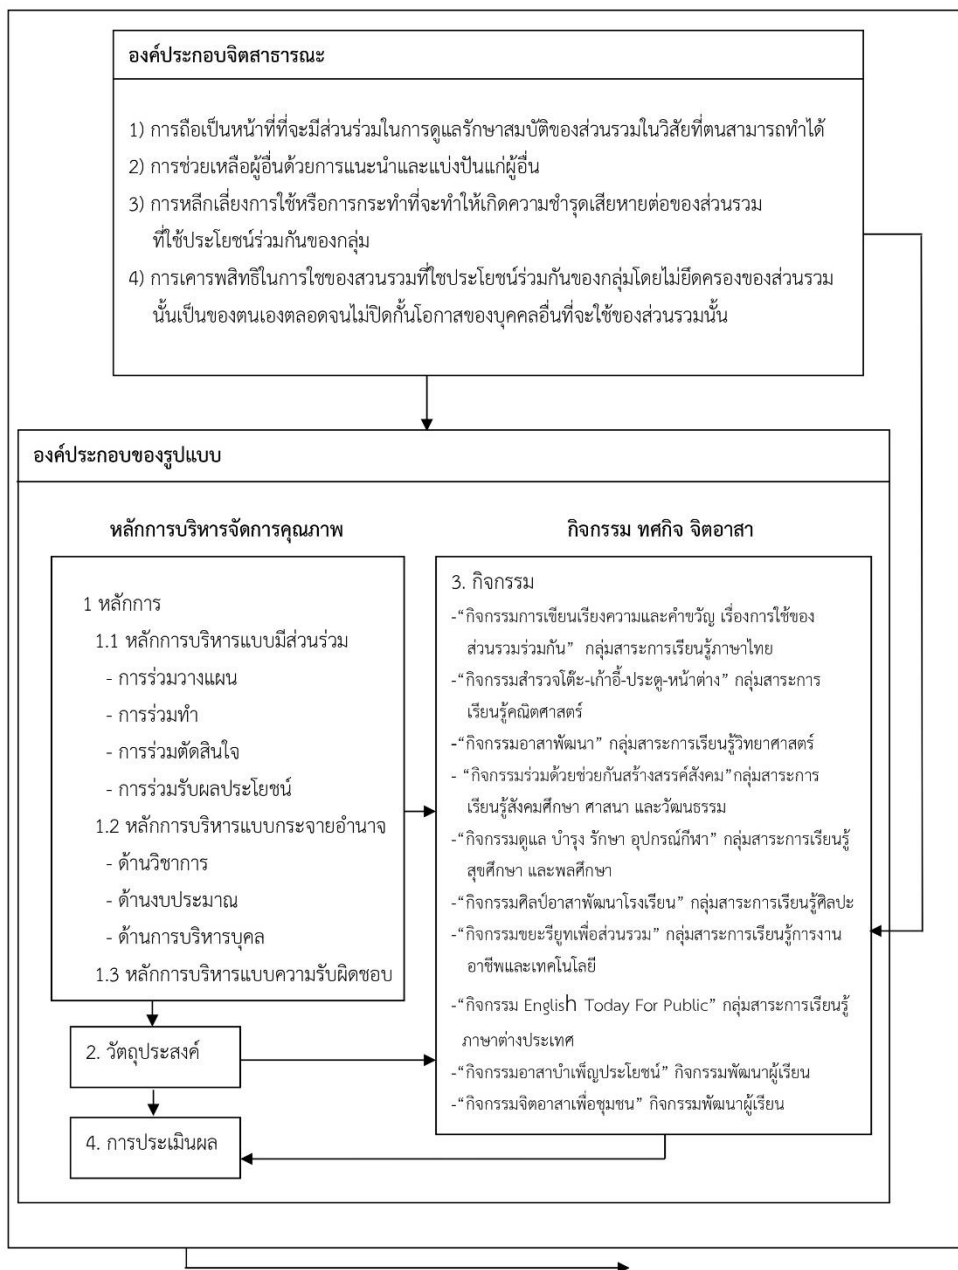 องค์ประกอบจิตสาธารณะ
1) การถือเป็นหน้าที่ที่จะมีส่วนร่วมในการดูแลรักษาสมบัติของส่วนรวมในวิสัยที่ตนสามารถทำได้
2) การช่วยเหลือผู้อื่นด้วยการแนะนำและแบ่งปันแก่ผู้อื่น
3) การหลีกเลี่ยงการใช้หรือการกระทำที่จะทำให้เกิดความชำรุดเสียหายต่อของส่วนรวม
ที่ใช้ประโยชน์ร่วมกันของกลุ่ม
4) การเคารพสิทธิในการใชของสวนรวมที่ใชประโยชน์ร่วมกันของกลุ่มโดยไม่ยึดครองของส่วนรวม
นั้นเป็นของตนเองตลอดจนไม่ปิดกั้นโอกาสของบุคคลอื่นที่จะใช้ของส่วนรวมนั้น
องค์ประกอบของรูปแบบ
หลักการบริหารจัดการคุณภาพ
1 หลักการ
1.1 หลักการบริหารแบบมีส่วนร่วม
- การร่วมวางแผน
- การร่วมทำ
- การร่วมตัดสินใจ
- การร่วมรับผลประโยชน์
1.2 หลักการบริหารแบบกระจายอำนาจ
- ด้านวิชาการ
- ด้านงบประมาณ
- ด้านการบริหารบุคล
1.3 หลักการบริหารแบบความรับผิดชอบ
2. วัตถุประสงค์
4. การประเมินผล
กิจกรรม ทศกิจ จิตอาสา
3. กิจกรรม
-“กิจกรรมการเขียนเรียงความและคำขวัญ เรื่องการใช้ของ
ส่วนรวมร่วมกัน” กลุ่มสาระการเรียนรู้ภาษาไทย
-“กิจกรรมสำรวจโต๊ะ-เก้าอี้-ประตู-หน้าต่าง” กลุ่มสาระการ
เรียนรู้คณิตศาสตร์
-“กิจกรรมอาสาพัฒนา” กลุ่มสาระการเรียนรู้วิทยาศาสตร์
- “กิจกรรมร่วมด้วยช่วยกันสร้างสรรค์สังคม”กลุ่มสาระการ
เรียนรู้สังคมศึกษา ศาสนา และวัฒนธรรม
-“กิจกรรมดูแล บำรุง รักษา อุปกรณ์กีฬา” กลุ่มสาระการเรียนรู้
สุขศึกษา และพลศึกษา
-“กิจกรรมศิลป์อาสาพัฒนาโรงเรียน” กลุ่มสาระการเรียนรู้ศิลปะ
-“กิจกรรมขยะรียูทเพื่อส่วนรวม” กลุ่มสาระการเรียนรู้การงาน
อาชีพและเทคโนโลยี
-“กิจกรรม English Today For Public” กลุ่มสาระการเรียนรู้
ภาษาต่างประเทศ
-“กิจกรรมอาสาบำเพ็ญประโยชน์” กิจกรรมพัฒนาผู้เรียน
-“กิจกรรมจิตอาสาเพื่อชุมชน” กิจกรรมพัฒนาผู้เรียน